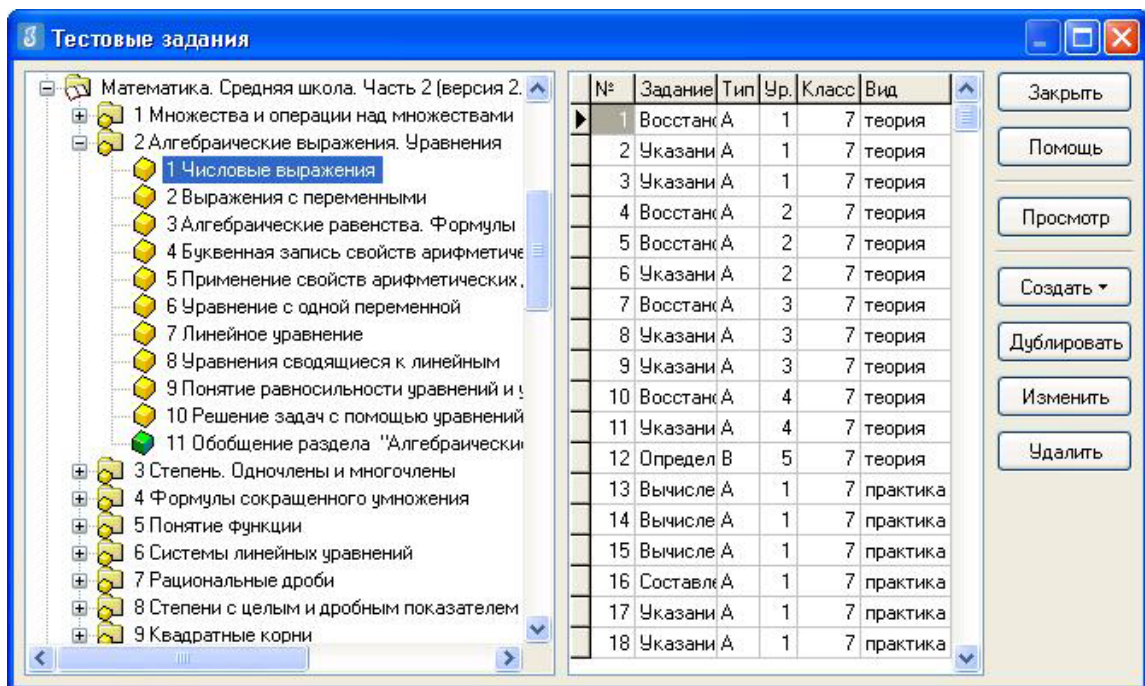 Тестовые задания
Математика. Средняя школа. Часть 2 (версия 2.
1 Множества и операции над множествами
2 Алгебраические выражения. Уравнения
1 Числовые выражения
2 Выражения с переменными
3 Алгебраические равенства. Формулы
4 Буквенная запись свойств арифметиче
5 Применение свойств арифметических
6 Уравнение с одной переменной
7 Линейное уравнение
8 Уравнения сводящиеся к линейным
9 Понятие равносильности уравнений и
10 Решение задач с помощью уравнений
11 Обобщение раздела "Алгебраически
3 Степень. Одночлены и многочлены
4 Формулы сокращенного умножения
5 Понятие функции
6 Системы линейных уравнений
7 Рациональные дроби
8 Степени с целым и дробным показателем
9 Квадратные корни
№ Задание Тип Ур. Класс Вид
1 Восстано А 1 7 теория
2 Указани А 1 7 теория
3 Указани А 1 7 теория
4 Восстано А 2 7 теория
5 Восстано А 2 7 теория
6 Указани А 2 7 теория
7 Восстано А 3 7 теория
8 Указани А 3 7 теория
9 Указани А 3 7 теория
10 Восстано А 4 7 теория
11 Указани А 4 7 теория
12 Определ В 5 7 теория
13 Вычисле А 1 7 практика
14 Вычисле А 1 7 практика
15 Вычисле А 1 7 практика
16 Составле А 1 7 практика
17 Указани А 1 7 практика
18 Указани А 1 7 практика
Закрыть
Помощь
Просмотр
Создать
Дублировать
Изменить
Удалить